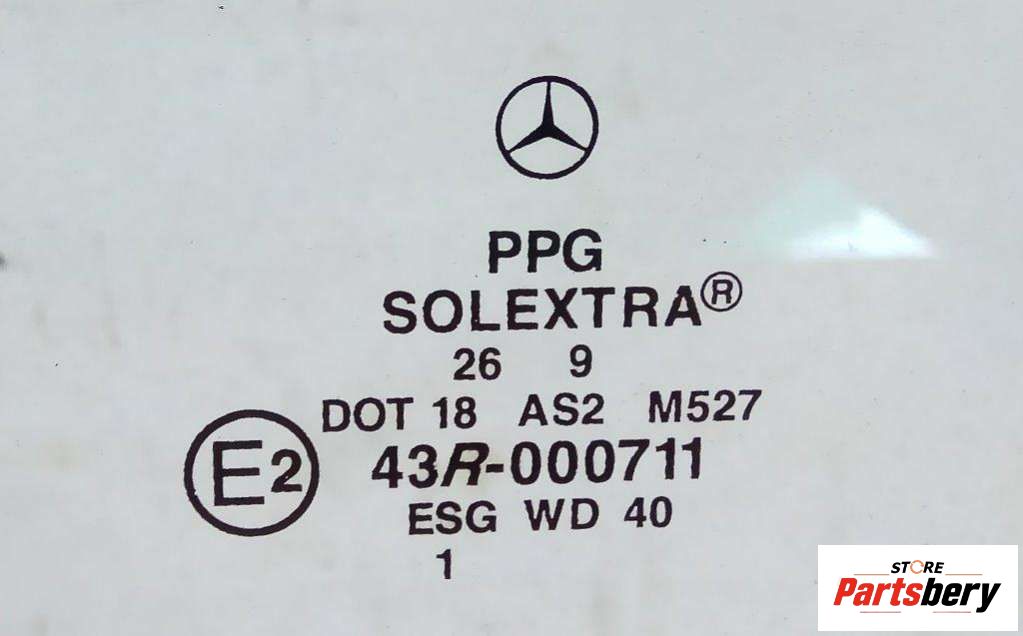 PPG
SOLEXTRA®
26 9
DOT 18 AS2 M527
E2 43R-000711
ESG WD 40
1
STORE
Partsbery